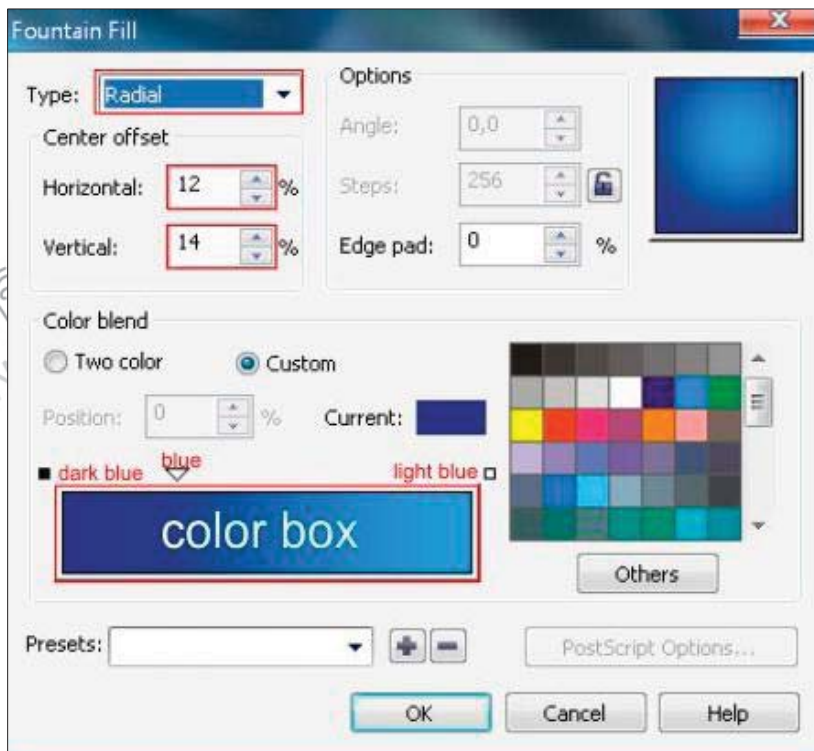 Fountain Fill
Type: Radial
Options
Angle: 0,0
Center offset
Horizontal: 12 %
Steps: 256
Vertical: 14 %
Edge pad: 0 %
Color blend
Two color Custom
Position: 0 % Current:
dark blue blue light blue
color box
Others
Presets:
PostScript Options...
OK Cancel Help